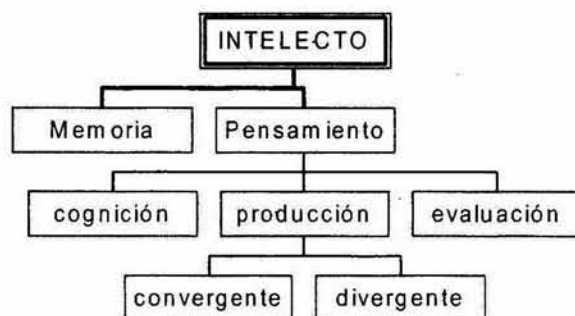 INTELECTO
Memoria
Pensamiento
cognición
producción
evaluación
convergente
divergente